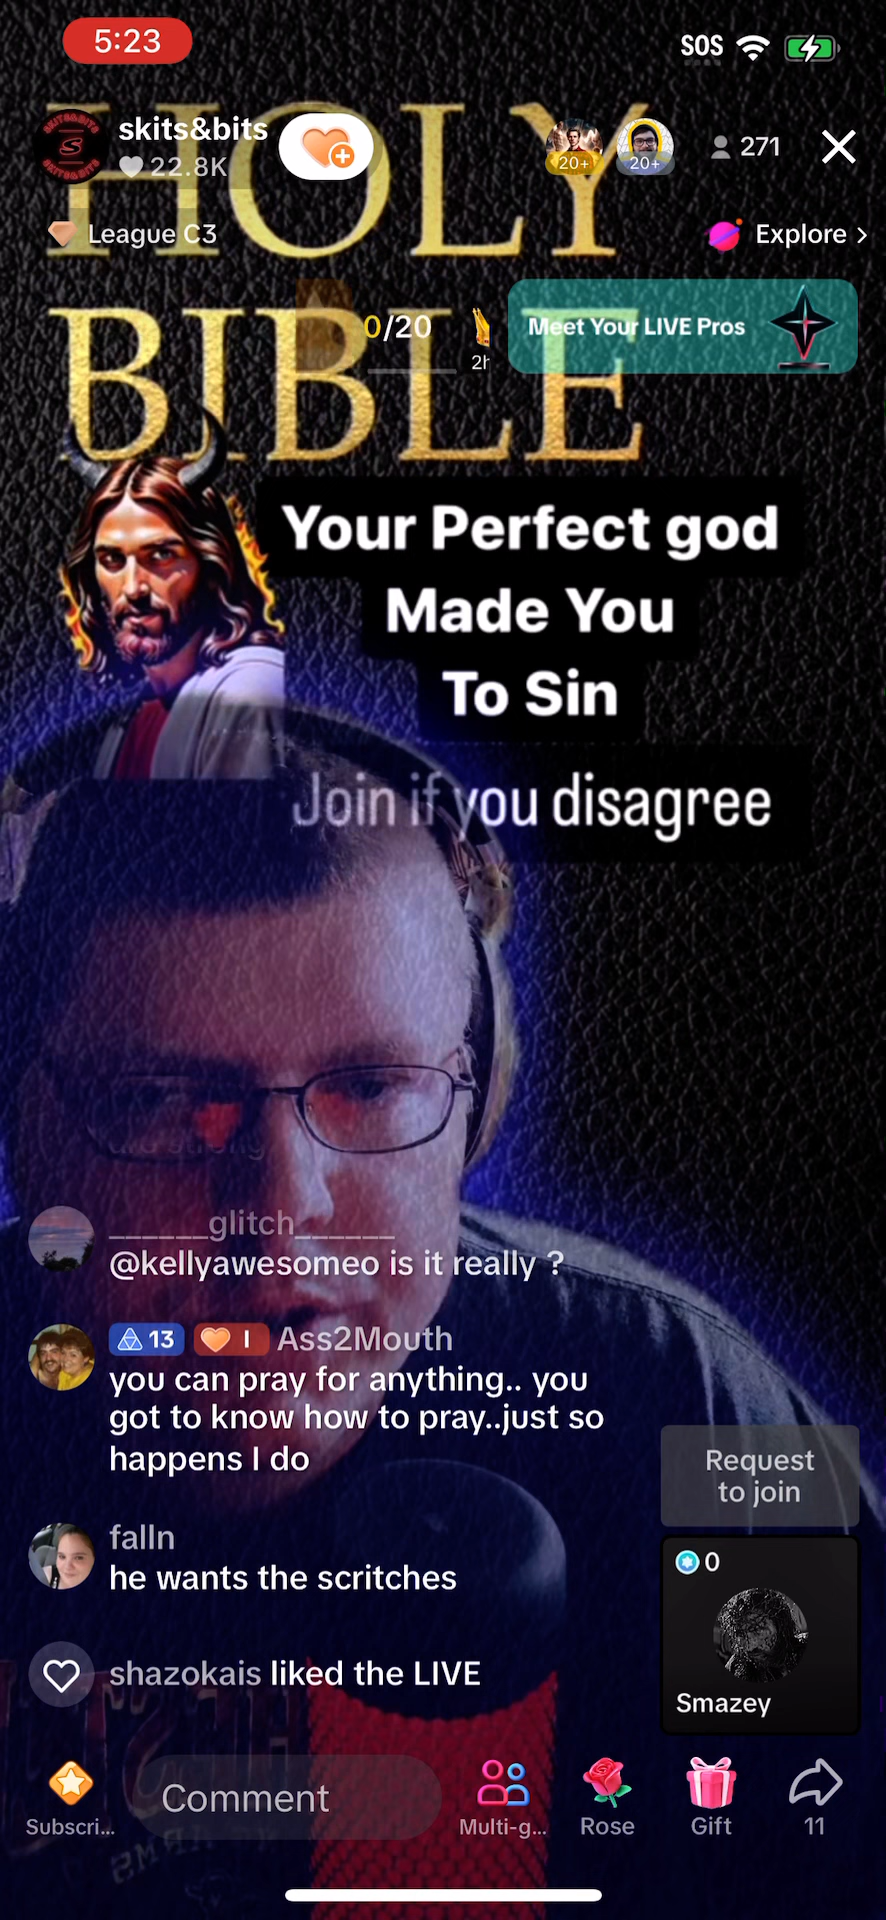 5:23
SOS
HOLY
BIBLE
skits&bits
22.8K
20+
20+
271
League C3
Explore >
0/20
2h
Meet Your LIVE Pros
Your Perfect god
Made You
To Sin
Join if you disagree
______glitch______
@kellyawesomeo is it really ?
13
I
Ass2Mouth
you can pray for anything.. you
got to know how to pray..just so
happens I do
falln
he wants the scritches
shazokais liked the LIVE
Request
to join
0
Smazey
Comment
Subscri...
Multi-g...
Rose
Gift
11